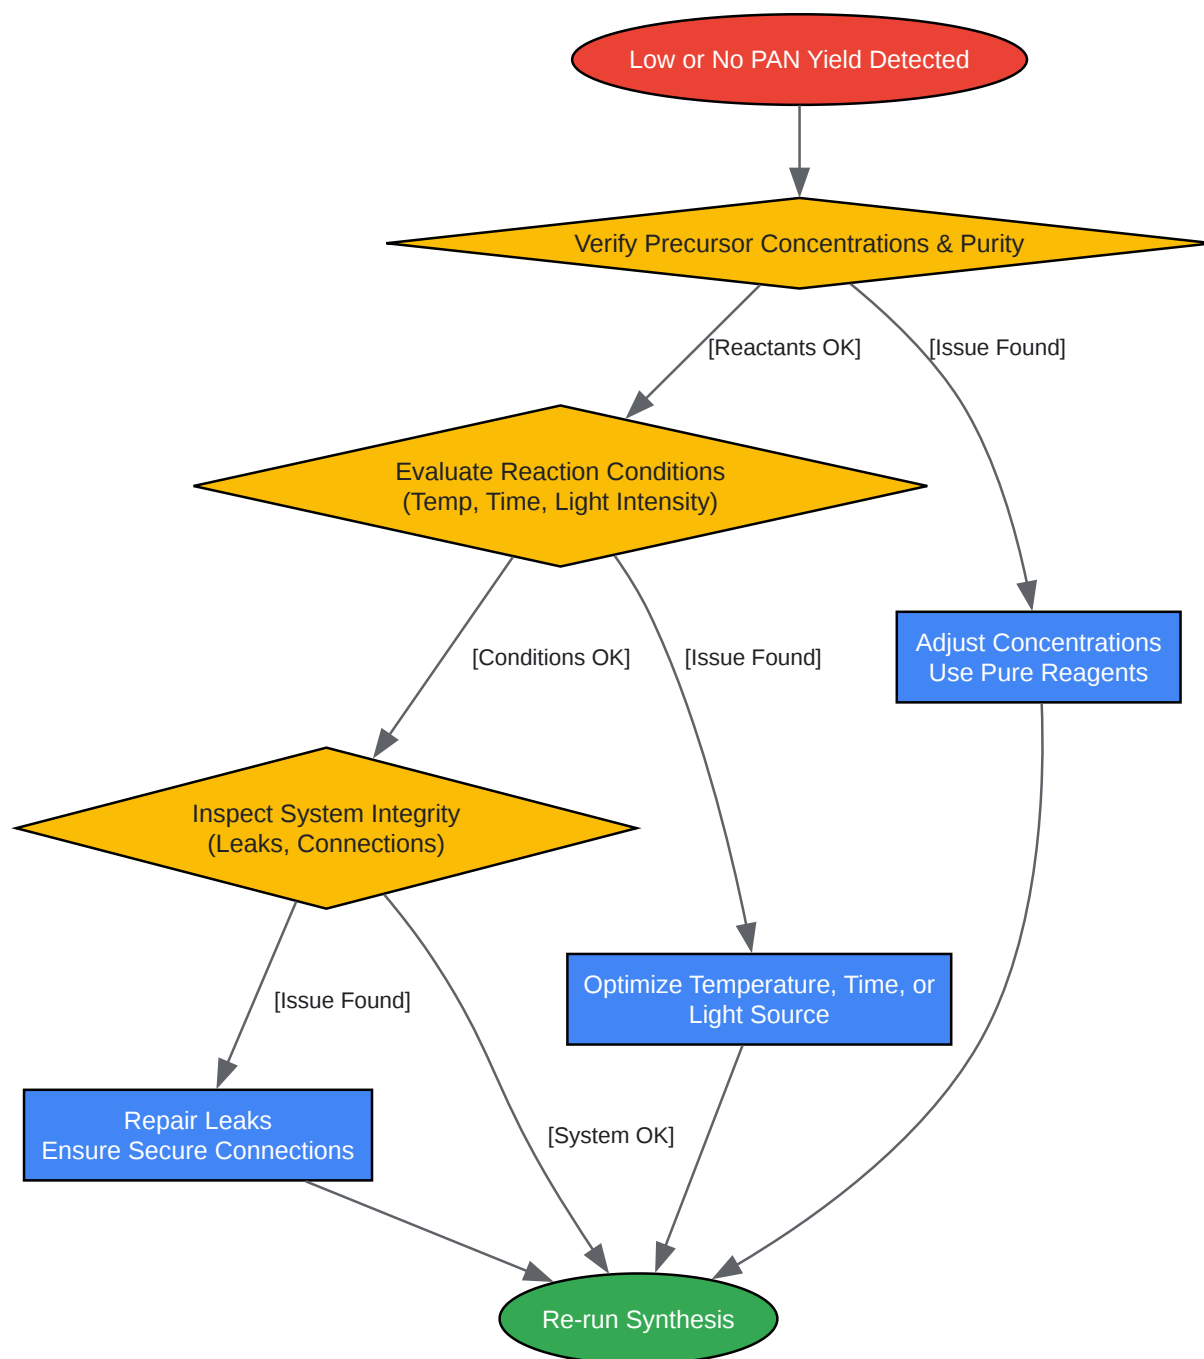 Low or No PAN Yield Detected
Verify Precursor Concentrations & Purity
[Reactants OK]
[Issue Found]
Evaluate Reaction Conditions
(Temp, Time, Light Intensity)
[Conditions OK]
[Issue Found]
Adjust Concentrations
Use Pure Reagents
Inspect System Integrity
(Leaks, Connections)
[Issue Found]
Optimize Temperature, Time, or
Light Source
Repair Leaks
Ensure Secure Connections
[System OK]
Re-run Synthesis